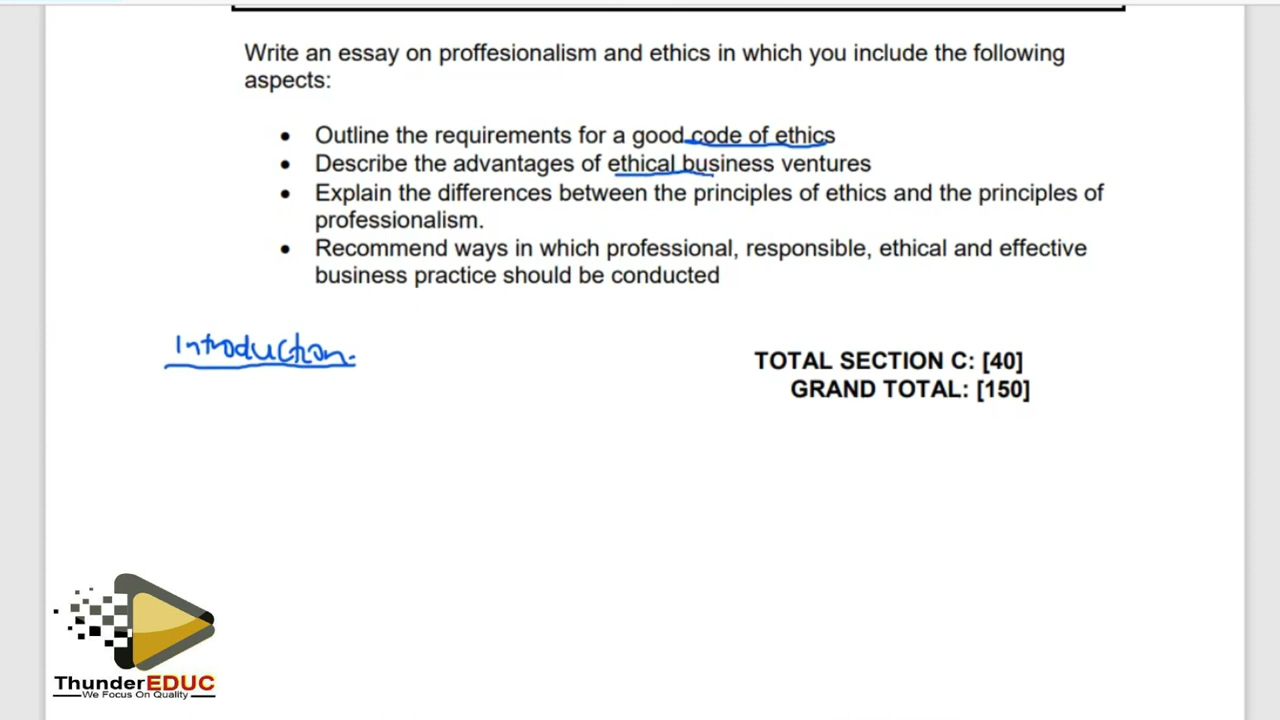 Write an essay on proffesionalism and ethics in which you include the following
aspects:
• Outline the requirements for a good code of ethics
• Describe the advantages of ethical business ventures
• Explain the differences between the principles of ethics and the principles of
professionalism.
• Recommend ways in which professional, responsible, ethical and effective
business practice should be conducted
Introduction.
TOTAL SECTION C: [40]
GRAND TOTAL: [150]
ThunderEDUC
We Focus On Quality